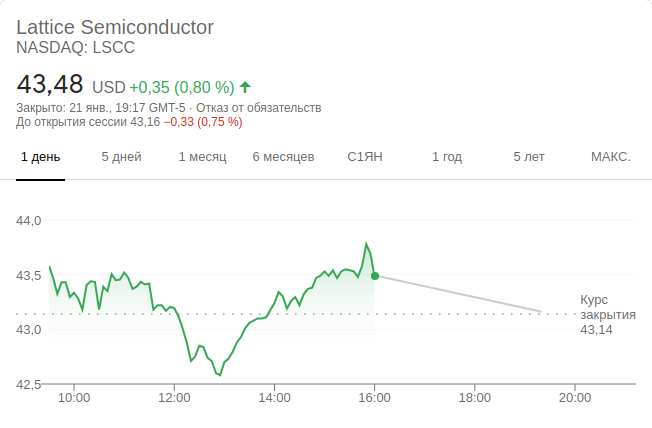 Lattice Semiconductor
NASDAQ: LSCC
43,48 USD +0,35 (0,80 %)
Закрыто: 21 янв., 19:17 GMT-5 · Отказ от обязательств
До открытия сессии 43,16 −0,33 (0,75 %)
1 день 5 дней 1 месяц 6 месяцев С1ЯН 1 год 5 лет МАКС.
44,0
43,5
Курс
закрытия
43,14
43,0
42,5
10:00 12:00 14:00 16:00 18:00 20:00